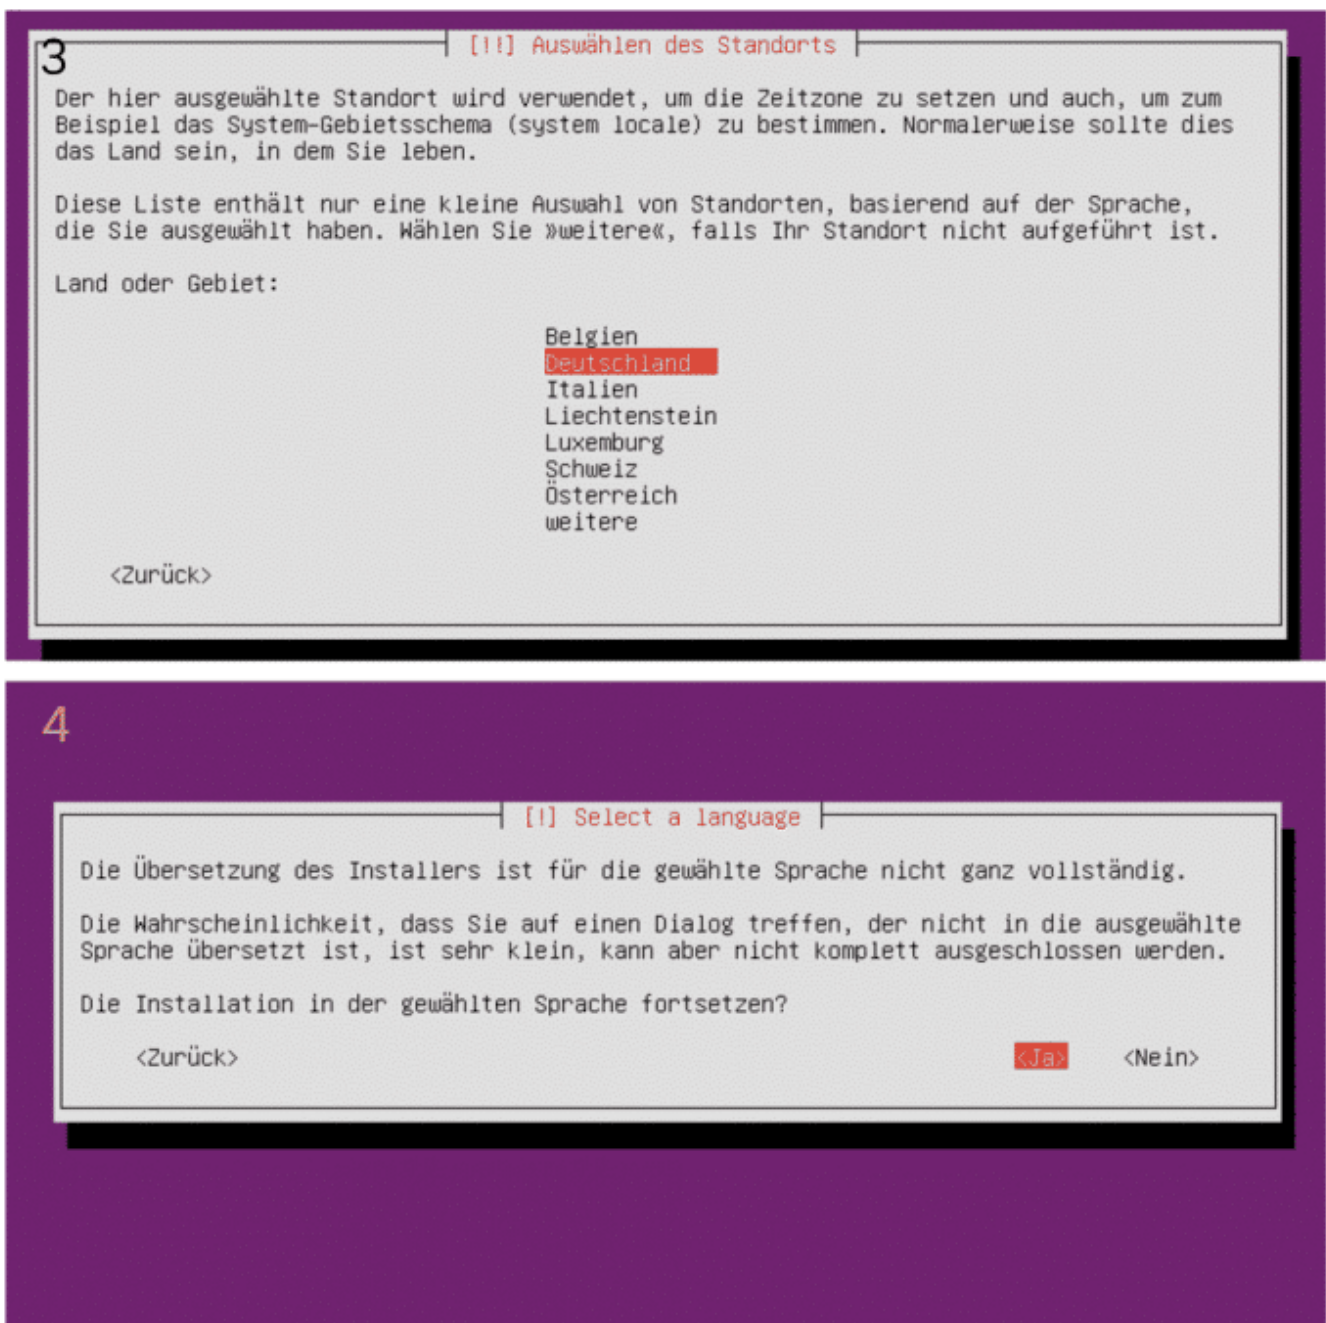 3
[!!] Auswählen des Standorts
Der hier ausgewählte Standort wird verwendet, um die Zeitzone zu setzen und auch, um zum
Beispiel das System-Gebietsschema (system locale) zu bestimmen. Normalerweise sollte dies
das Land sein, in dem Sie leben.
Diese Liste enthält nur eine kleine Auswahl von Standorten, basierend auf der Sprache,
die Sie ausgewählt haben. Wählen Sie »weitere«, falls Ihr Standort nicht aufgeführt ist.
Land oder Gebiet:
Belgien
Deutschland
Italien
Liechtenstein
Luxemburg
Schweiz
Österreich
weitere
<Zurück>
4
[!] Select a language
Die Übersetzung des Installers ist für die gewählte Sprache nicht ganz vollständig.
Die Wahrscheinlichkeit, dass Sie auf einen Dialog treffen, der nicht in die ausgewählte
Sprache übersetzt ist, ist sehr klein, kann aber nicht komplett ausgeschlossen werden.
Die Installation in der gewählten Sprache fortsetzen?
<Zurück> <Ja> <Nein>